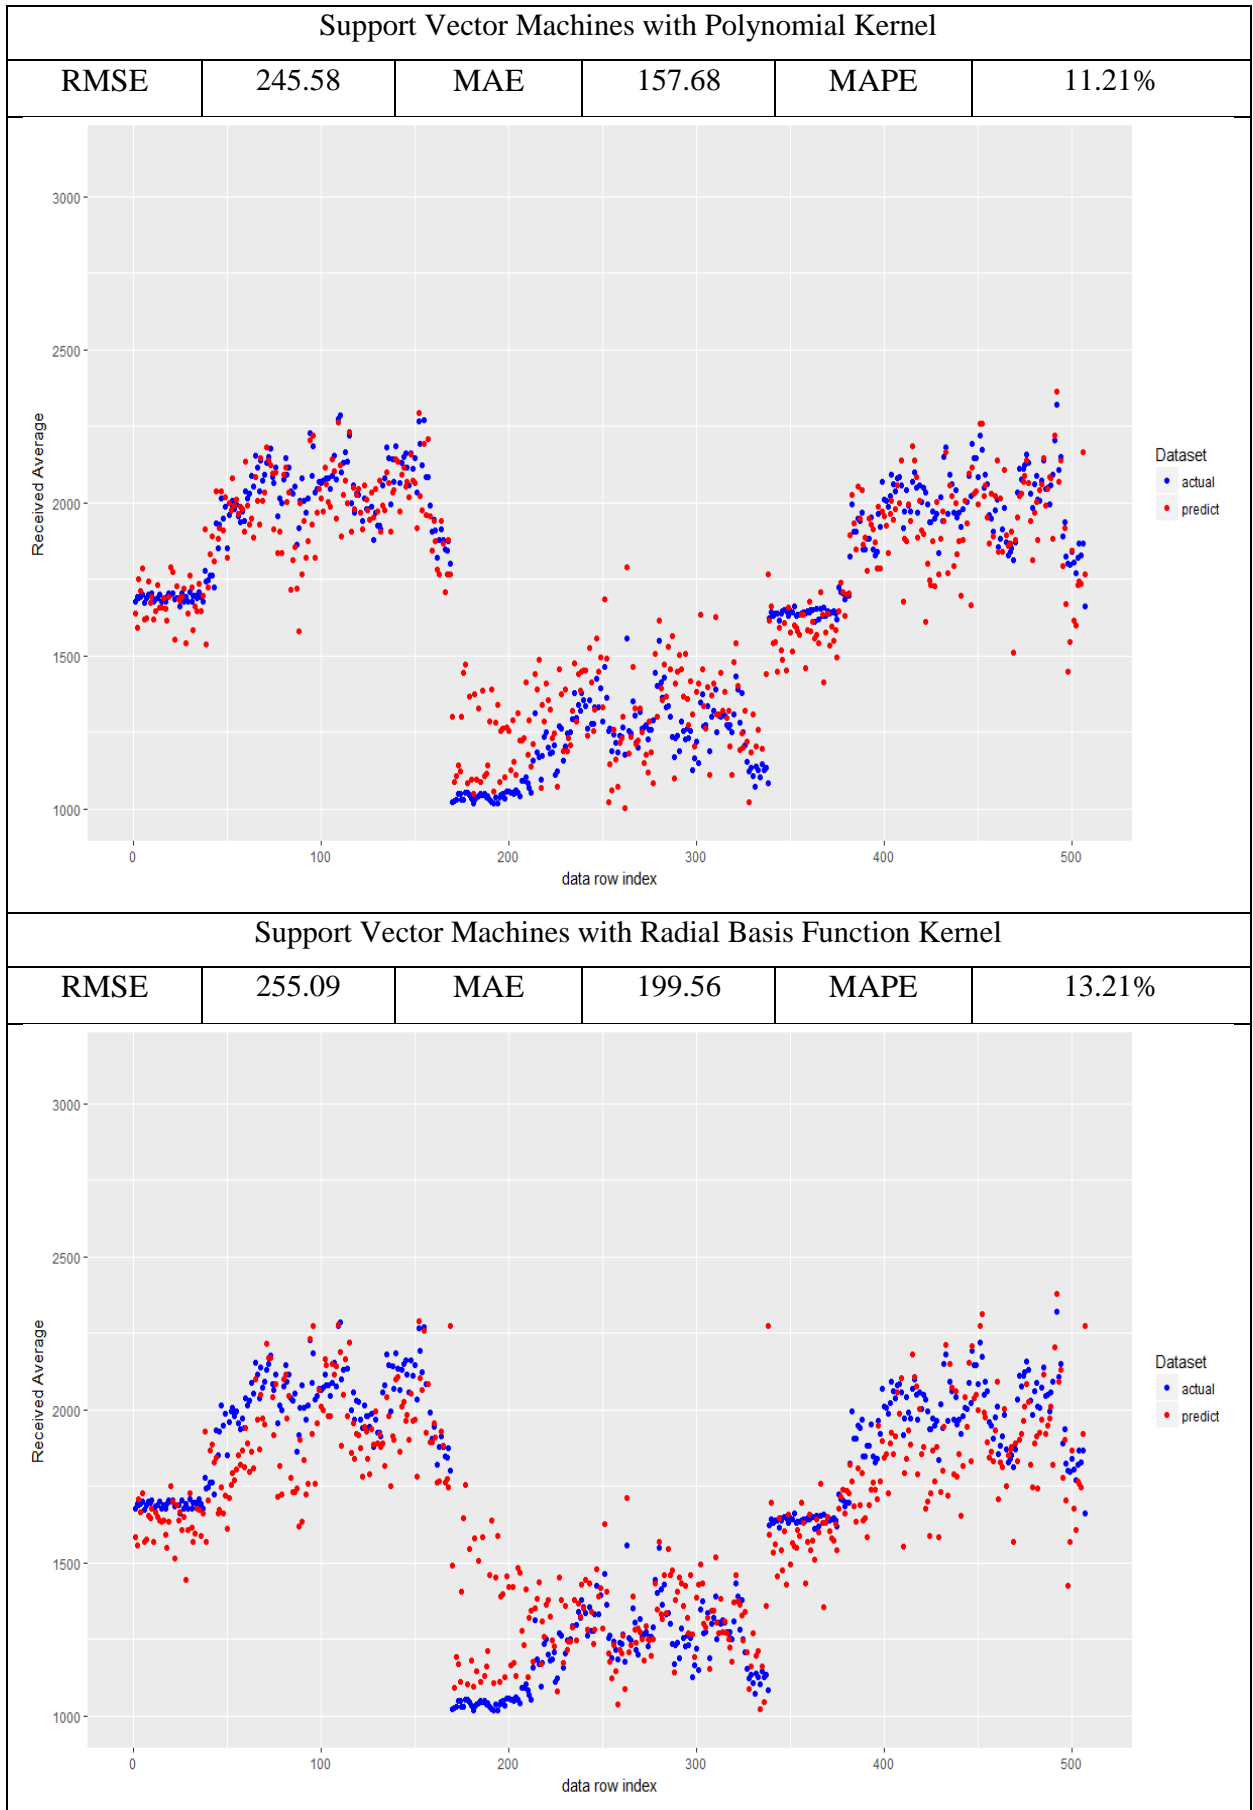 Support Vector Machines with Polynomial Kernel
RMSE 245.58 MAE 157.68 MAPE 11.21%
3000
2500
2000
1500
1000
Received Average
0 100 200 300 400 500
data row index
Dataset
actual
predict
Support Vector Machines with Radial Basis Function Kernel
RMSE 255.09 MAE 199.56 MAPE 13.21%
3000
2500
2000
1500
1000
Received Average
0 100 200 300 400 500
data row index
Dataset
actual
predict